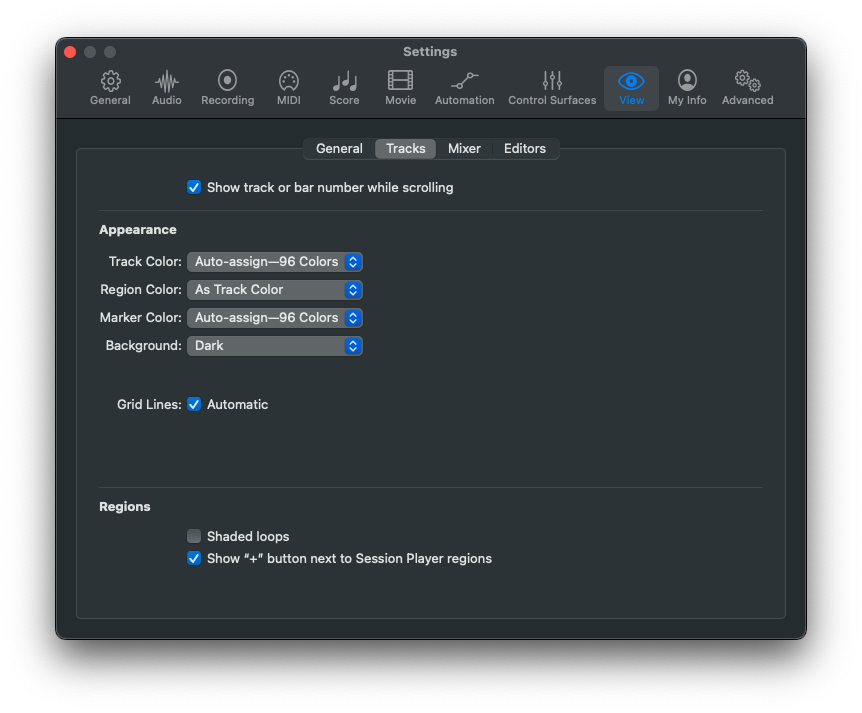 Settings
General Audio Recording MIDI Score Movie Automation Control Surfaces View My Info Advanced
General Tracks Mixer Editors
Show track or bar number while scrolling
Appearance
Track Color: Auto-assign—96 Colors
Region Color: As Track Color
Marker Color: Auto-assign—96 Colors
Background: Dark
Grid Lines: Automatic
Regions
Shaded loops
Show “+” button next to Session Player regions